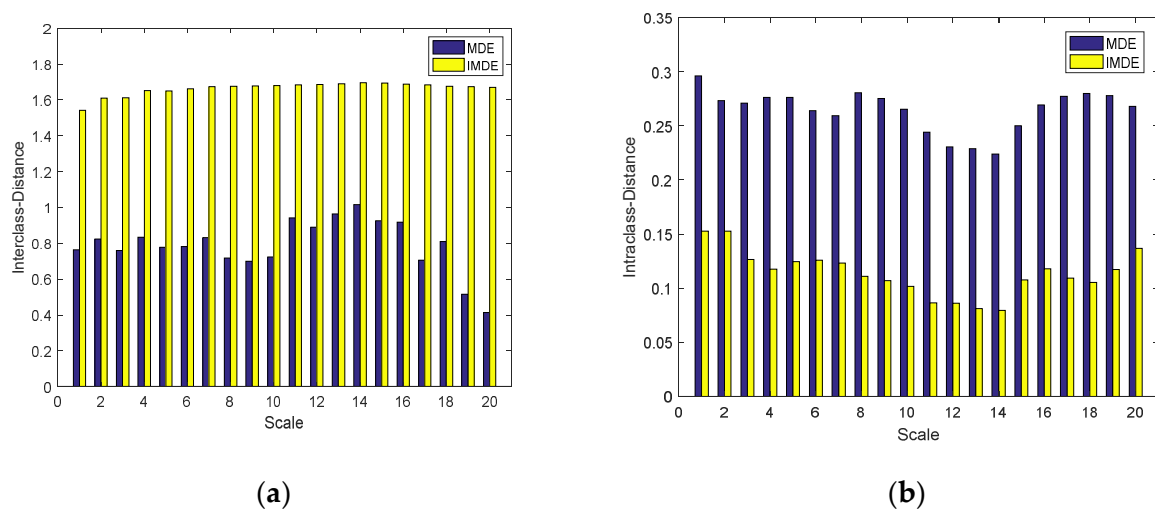 2
1.8
1.6
1.4
1.2
1
0.8
0.6
0.4
0.2
0
Interclass-Distance
MDE
IMDE
0 2 4 6 8 10 12 14 16 18 20
Scale
(a)
0.35
0.3
0.25
0.2
0.15
0.1
0.05
0
Intraclass-Distance
MDE
IMDE
0 2 4 6 8 10 12 14 16 18 20
Scale
(b)